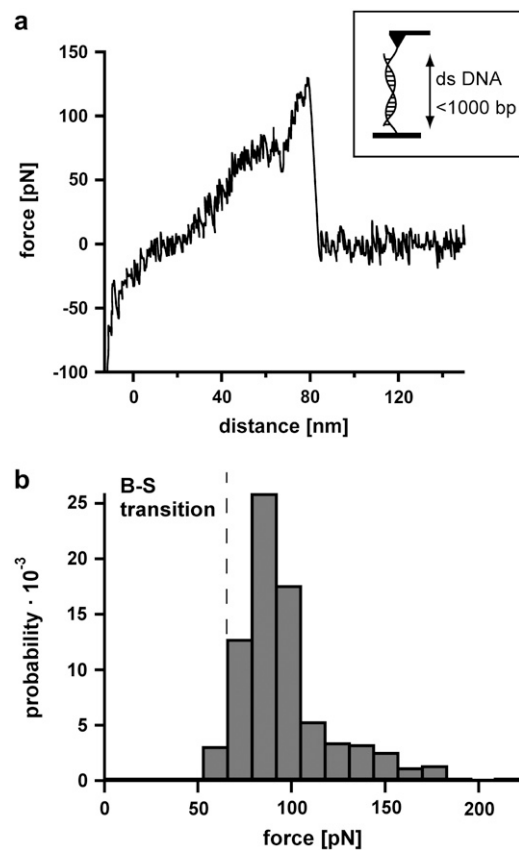 a
150
100
50
0
-50
-100
force [pN]
0
40
80
120
distance [nm]
ds DNA
<1000 bp
b
B-S
transition
25
20
15
10
5
0
probability · 10⁻³
0
50
100
150
200
force [pN]